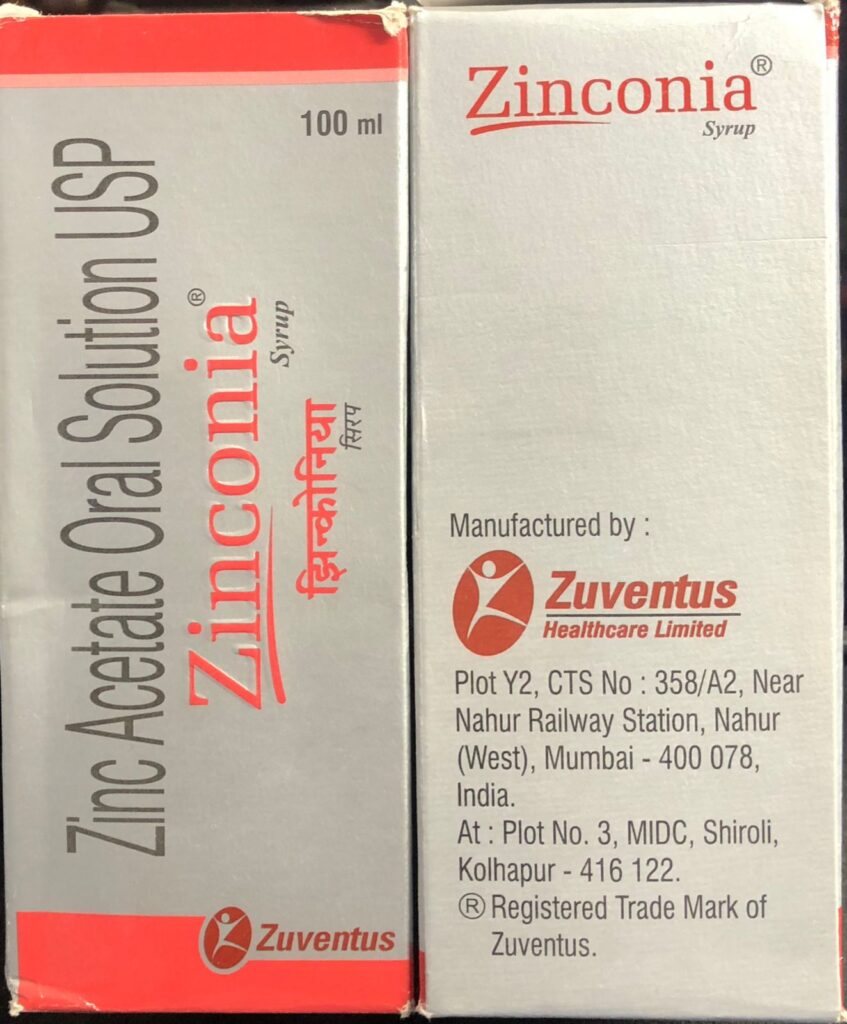 100 ml
Zinc Acetate Oral Solution USP
Zinconia®
Syrup
झिन्कोनिया
सिरप
Zuventus
Zinconia®
Syrup
Manufactured by :
Zuventus
Healthcare Limited
Plot Y2, CTS No : 358/A2, Near
Nahur Railway Station, Nahur
(West), Mumbai - 400 078,
India.
At : Plot No. 3, MIDC, Shiroli,
Kolhapur - 416 122.
® Registered Trade Mark of
Zuventus.